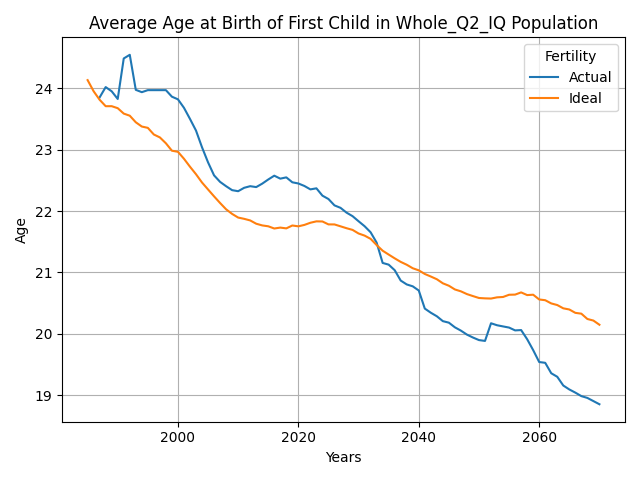 Average Age at Birth of First Child in Whole_Q2_IQ Population
Fertility
Actual
Ideal
Age
24
23
22
21
20
19
2000
2020
2040
2060
Years